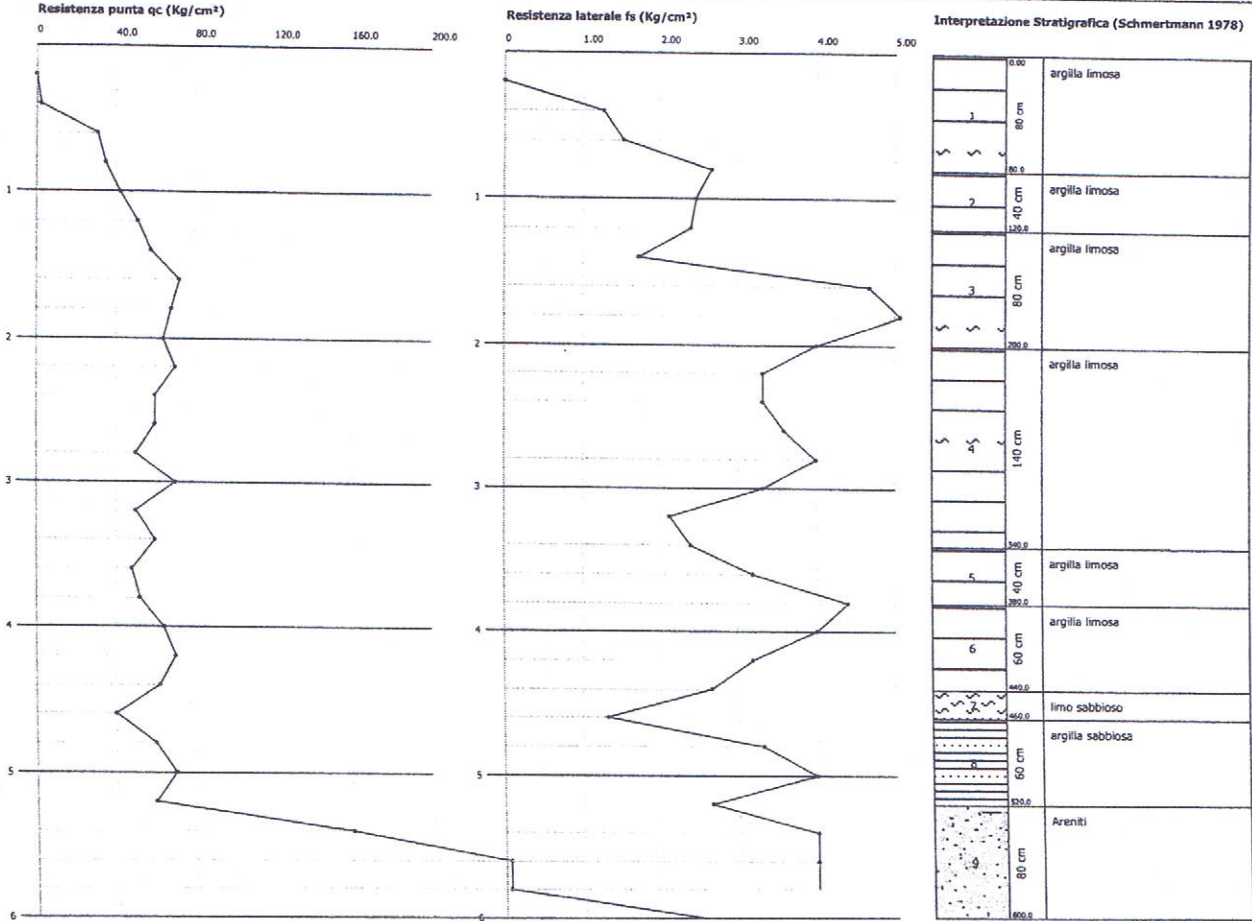 Resistenza punta qc (Kg/cm²)
0 40.0 80.0 120.0 160.0 200.0
1
2
3
4
5
6
Resistenza laterale fs (Kg/cm²)
0 1.00 2.00 3.00 4.00 5.00
1
2
3
4
5
6
Interpretazione Stratigrafica (Schmertmann 1978)
0.00
1 80 cm argilla limosa
80.0
2 40 cm argilla limosa
120.0
3 80 cm argilla limosa
200.0
4 140 cm argilla limosa
340.0
5 40 cm argilla limosa
380.0
6 60 cm argilla limosa
440.0
7 limo sabbioso
460.0
8 60 cm argilla sabbiosa
520.0
9 80 cm Areniti
600.0